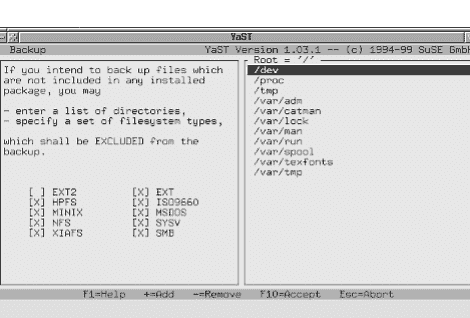 YaST
Backup YaST Version 1.03.1 -- (c) 1994-99 SuSE GmbH
If you intend to back up files which
are not included in any installed
package, you may
- enter a list of directories,
- specify a set of filesystem types,
which shall be EXCLUDED from the
backup.
[ ] EXT2 [X] EXT
[X] HPFS [X] ISO9660
[X] MINIX [X] MSDOS
[X] NFS [X] SYSV
[X] XIAFS [X] SMB
Root = "/"
/dev
/proc
/tmp
/var/adm
/var/catman
/var/lock
/var/man
/var/run
/var/spool
/var/texfonts
/var/tmp
F1=Help +=Add -=Remove F10=Accept Esc=Abort